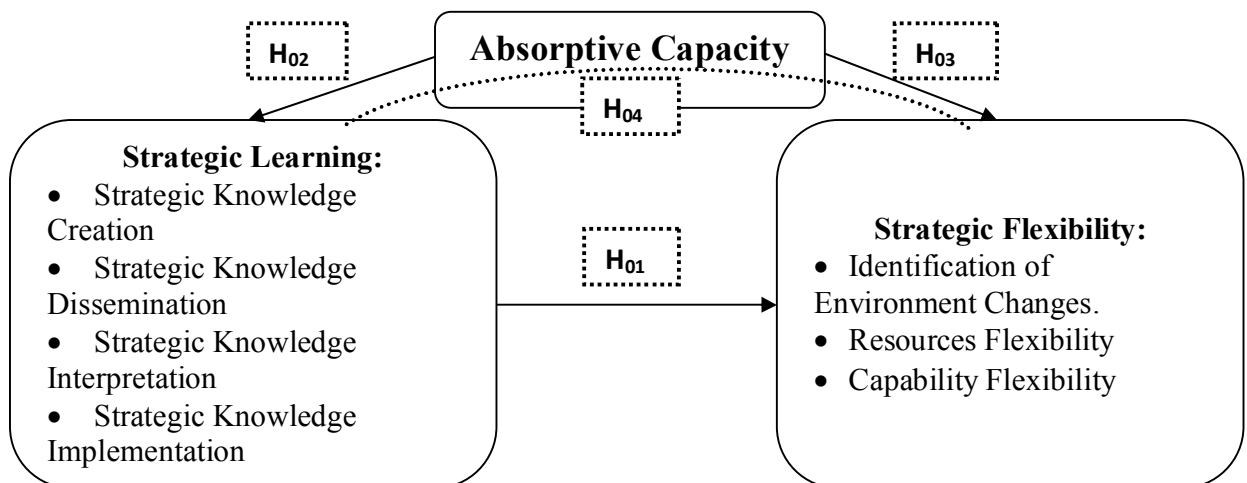 Absorptive Capacity
H02
H03
H04
Strategic Learning:
• Strategic Knowledge
Creation
• Strategic Knowledge
Dissemination
• Strategic Knowledge
Interpretation
• Strategic Knowledge
Implementation
H01
Strategic Flexibility:
• Identification of
Environment Changes.
• Resources Flexibility
• Capability Flexibility